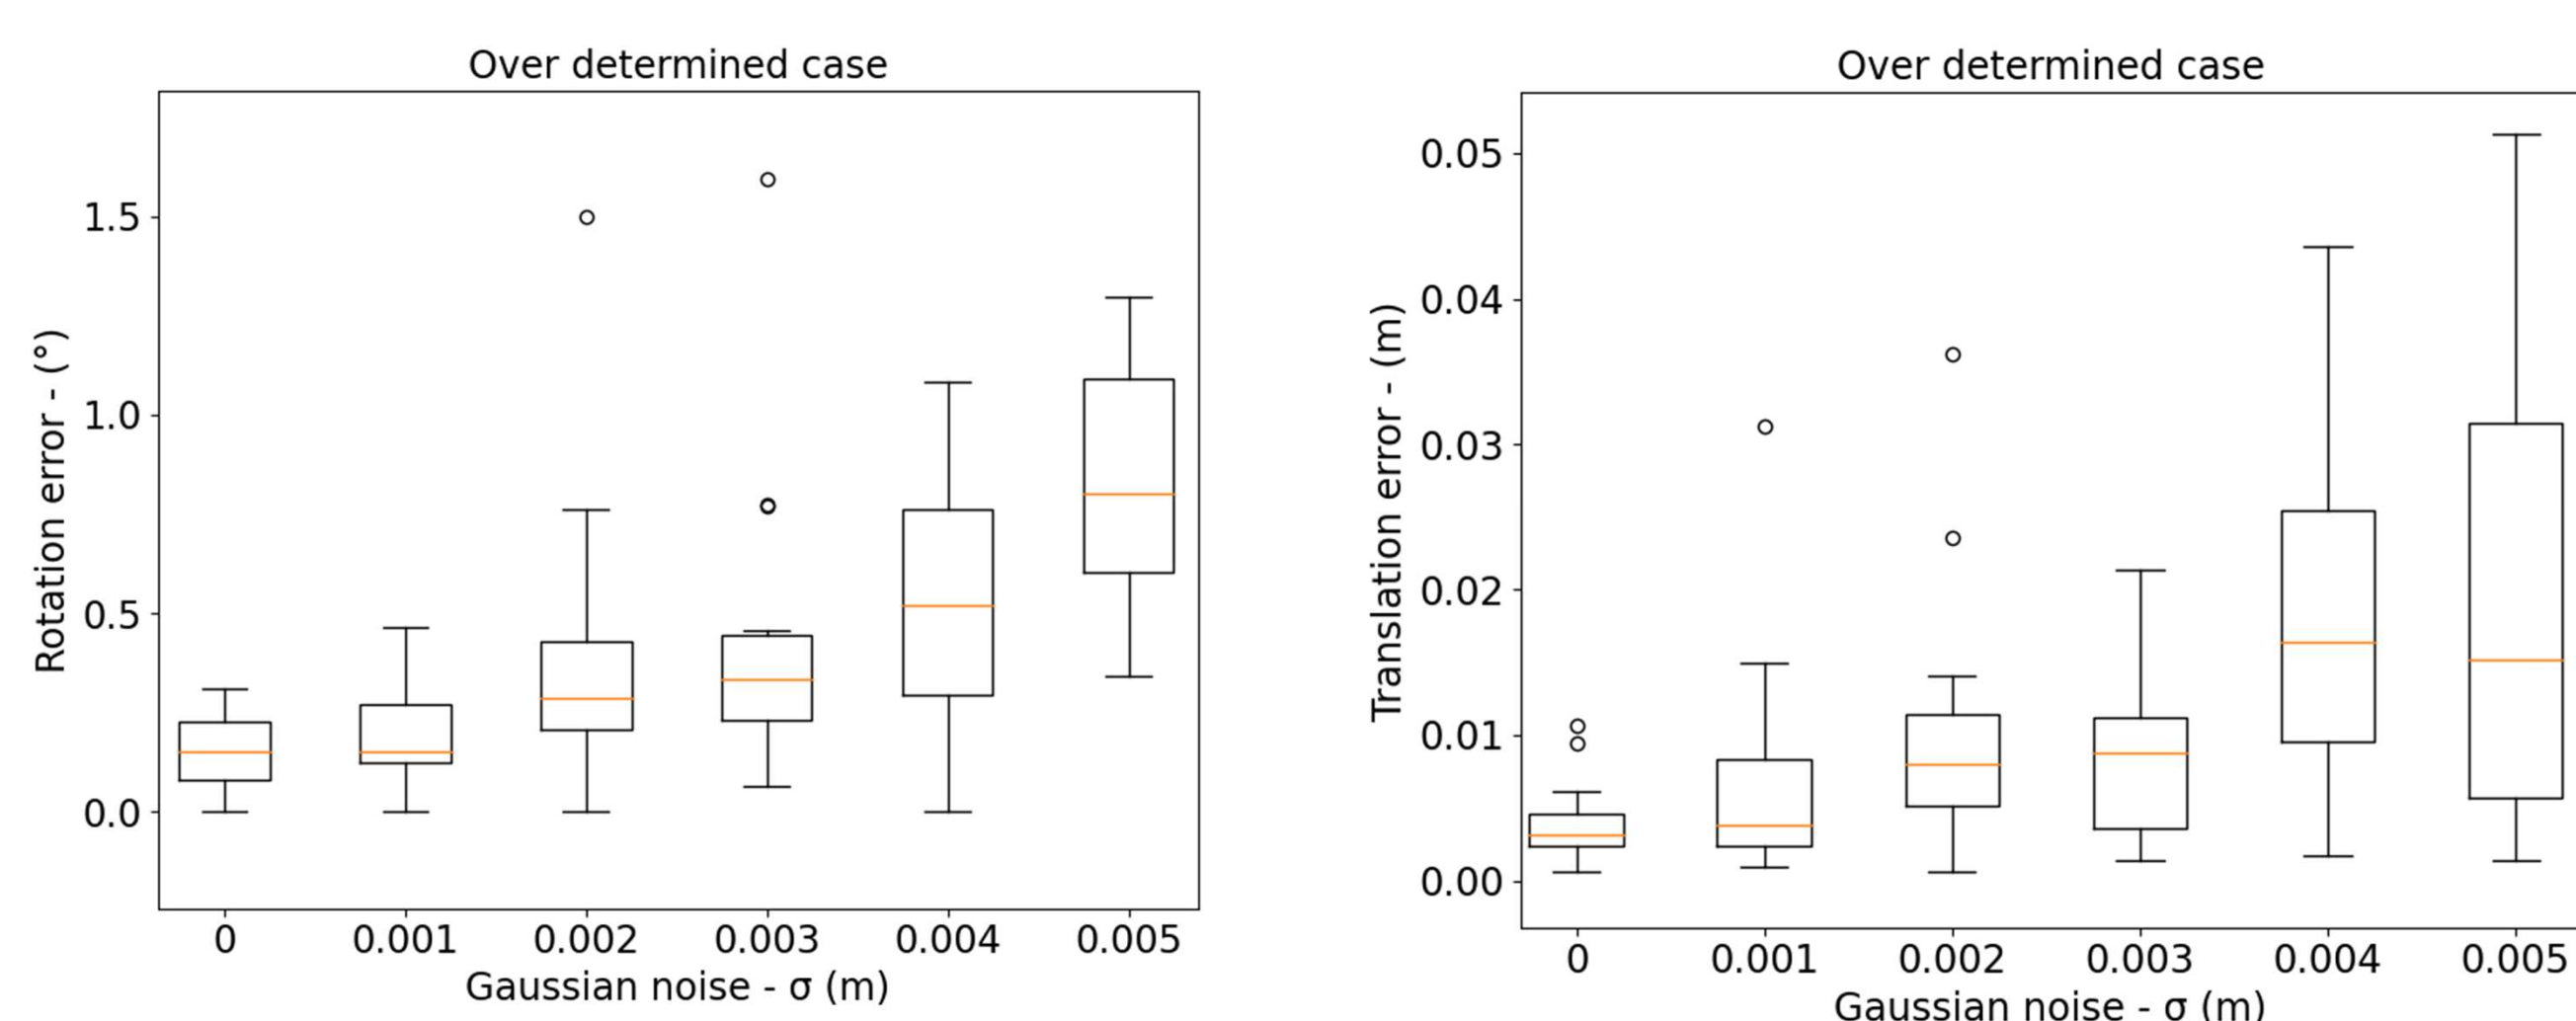 Over determined case
Rotation error - (°)
1.5
1.0
0.5
0.0
0 0.001 0.002 0.003 0.004 0.005
Gaussian noise - σ (m)
Over determined case
Translation error - (m)
0.05
0.04
0.03
0.02
0.01
0.00
0 0.001 0.002 0.003 0.004 0.005
Gaussian noise - σ (m)